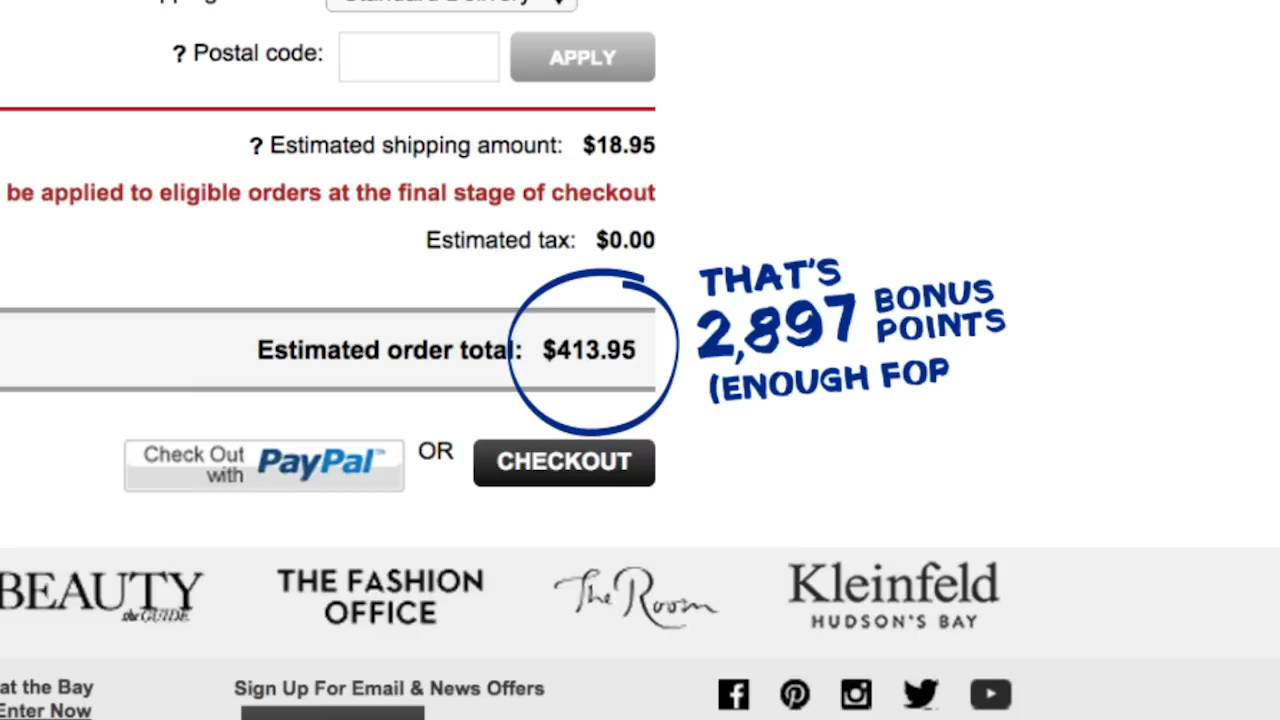 Standard Delivery
? Postal code:
APPLY
? Estimated shipping amount: $18.95
be applied to eligible orders at the final stage of checkout
Estimated tax: $0.00
Estimated order total: $413.95
THAT'S
2,897 BONUS
POINTS
(ENOUGH FOP
Check Out
with PayPal™
OR
CHECKOUT
BEAUTY
the GUIDE
THE FASHION
OFFICE
The Room
Kleinfeld
HUDSON'S BAY
at the Bay
Enter Now
Sign Up For Email & News Offers